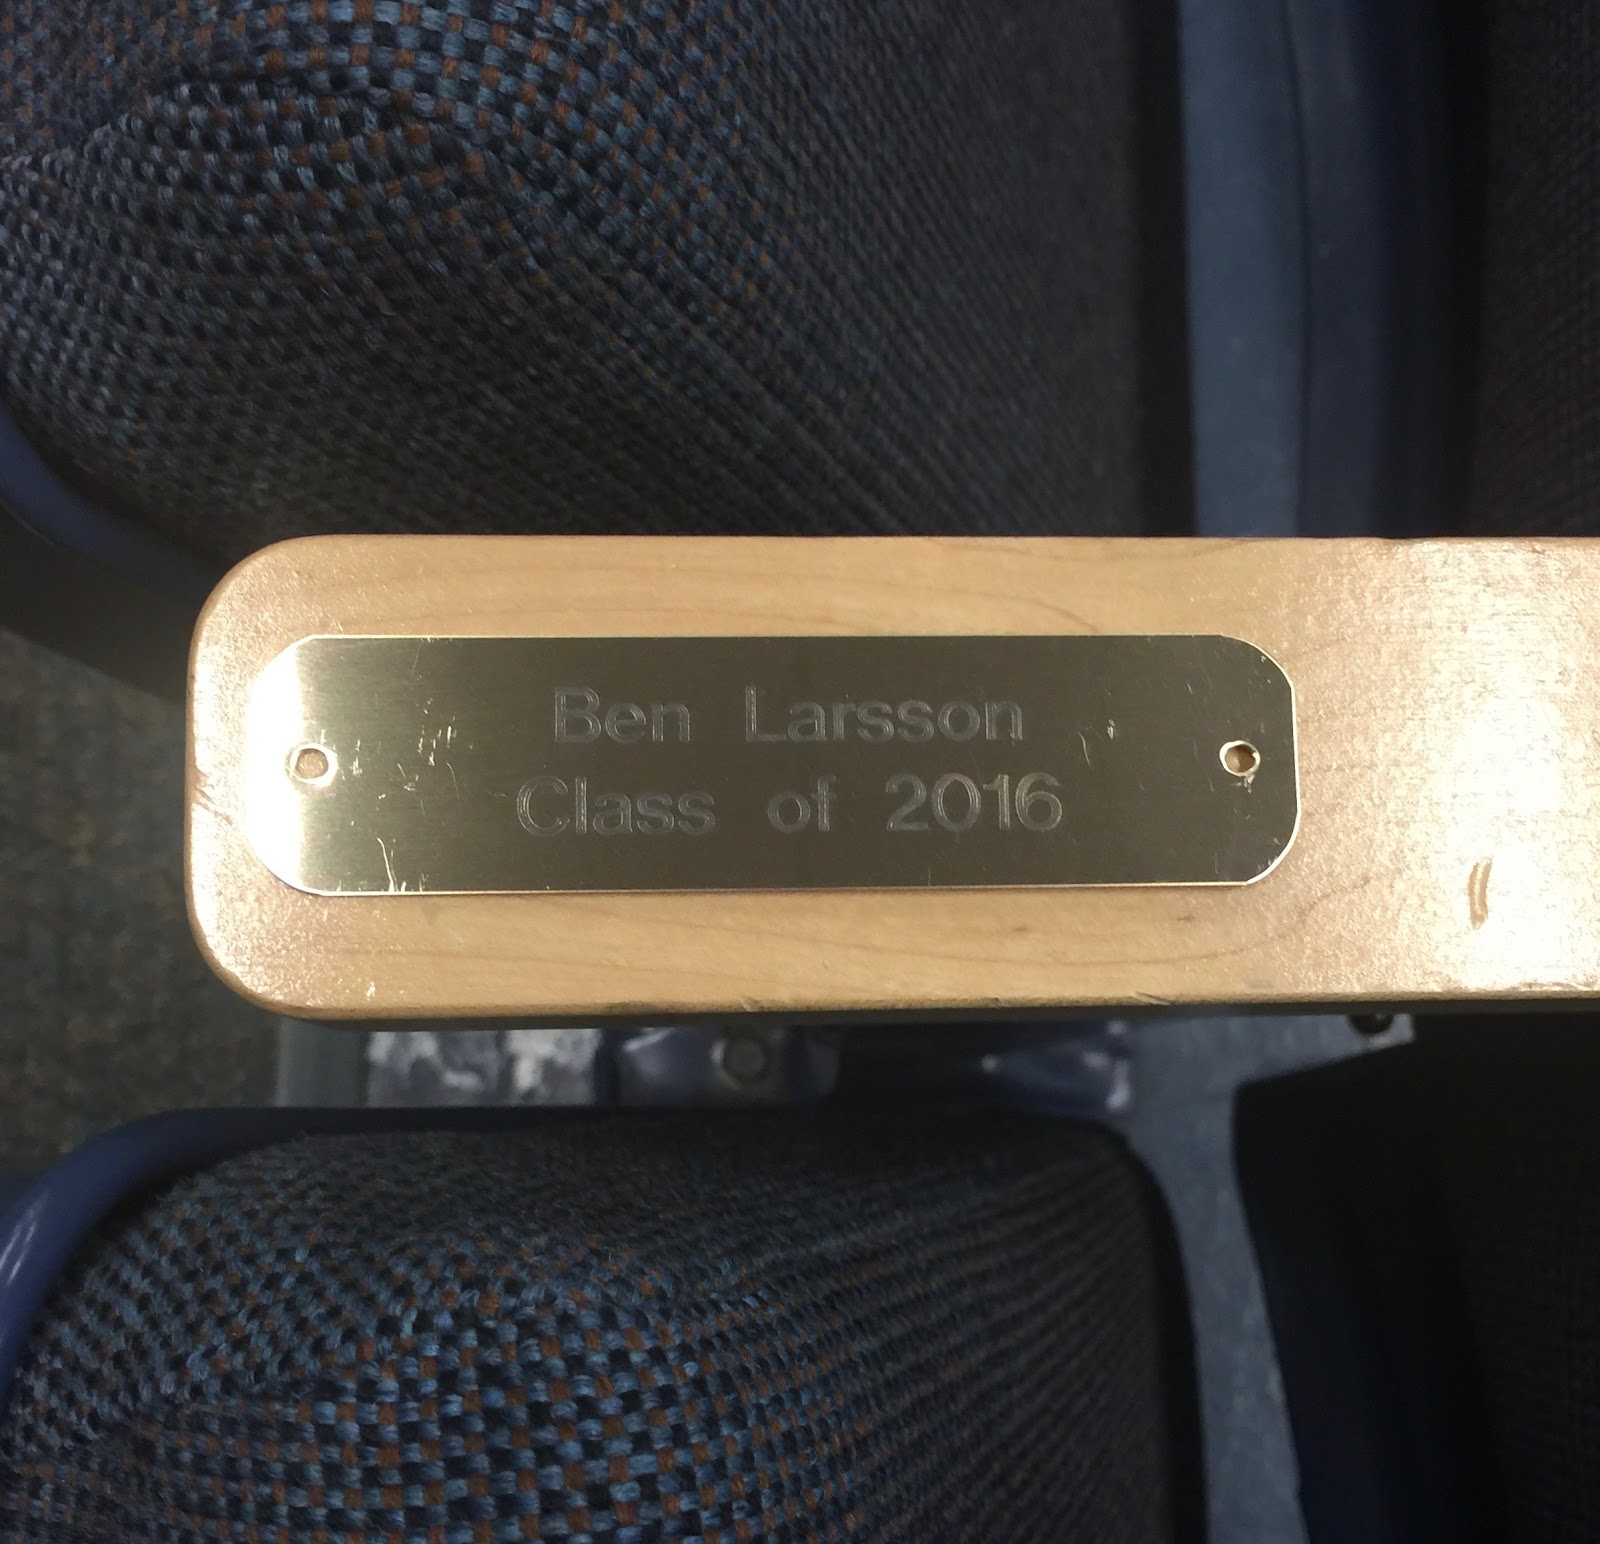 Ben Larsson
Class of 2016